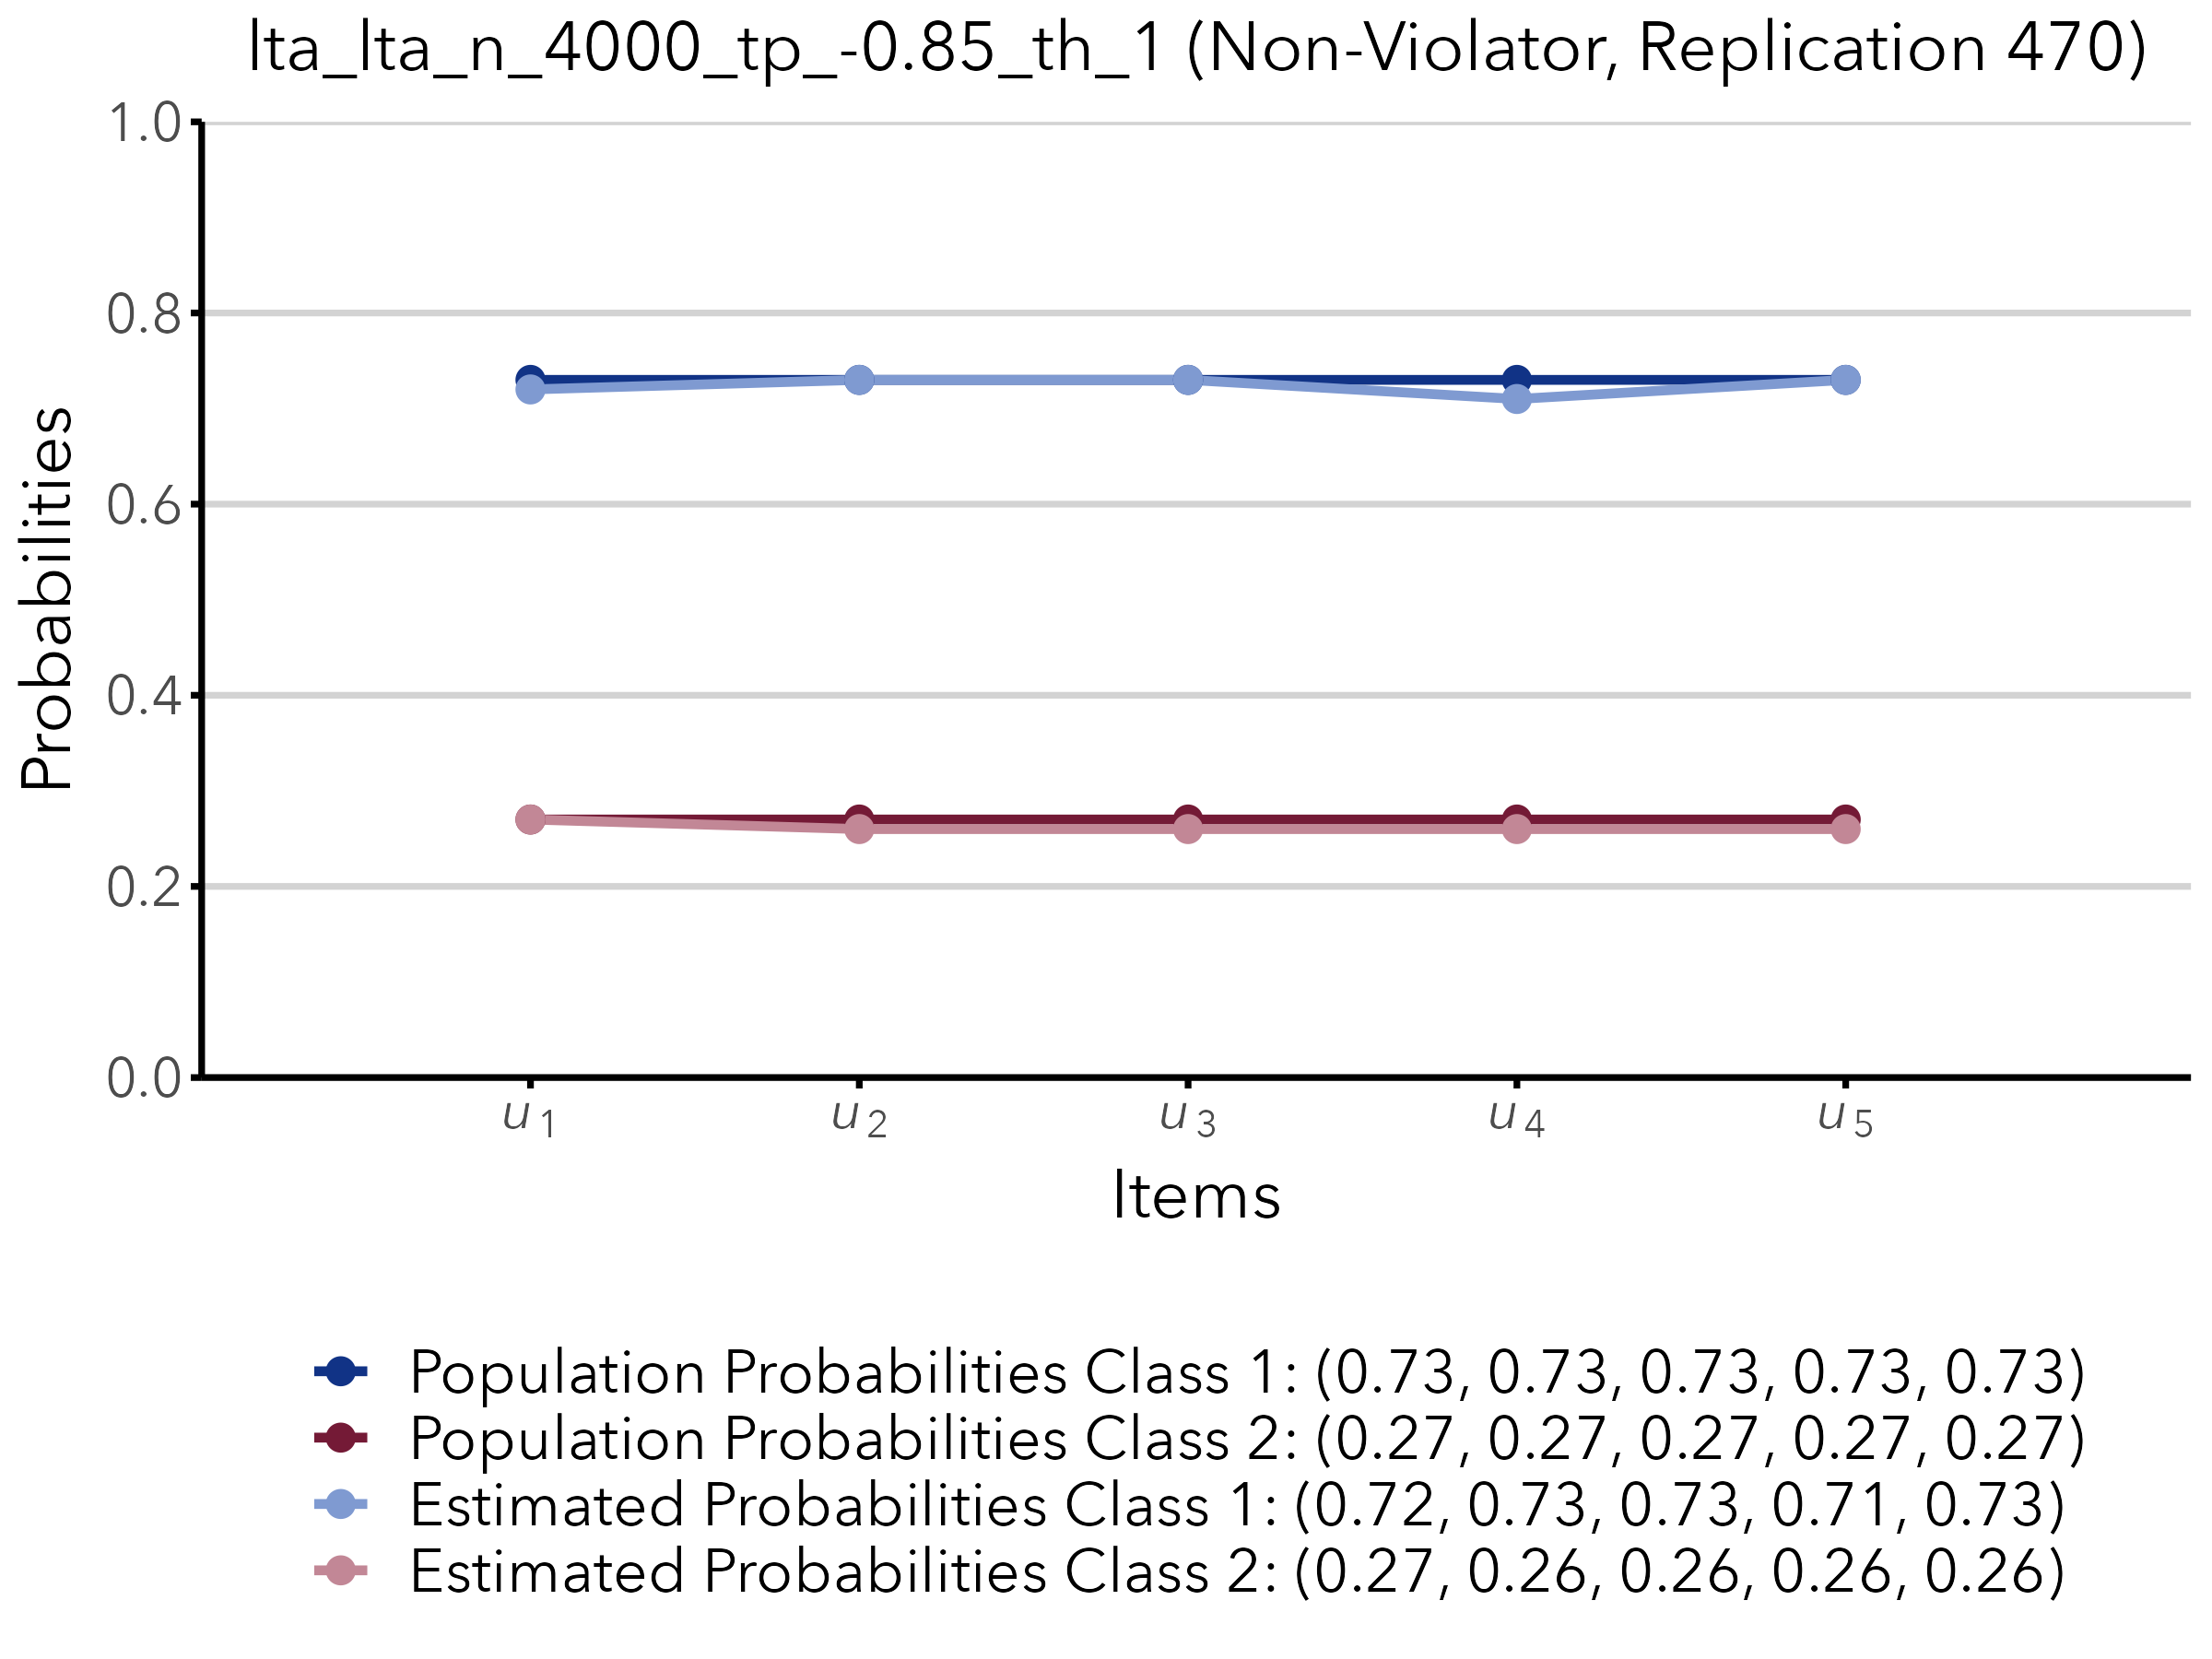 lta_lta_n_4000_tp_-0.85_th_1 (Non-Violator, Replication 470)
Probabilities
1.0
0.8
0.6
0.4
0.2
0.0
u1 u2 u3 u4 u5
Items
Population Probabilities Class 1: (0.73, 0.73, 0.73, 0.73, 0.73)
Population Probabilities Class 2: (0.27, 0.27, 0.27, 0.27, 0.27)
Estimated Probabilities Class 1: (0.72, 0.73, 0.73, 0.71, 0.73)
Estimated Probabilities Class 2: (0.27, 0.26, 0.26, 0.26, 0.26)